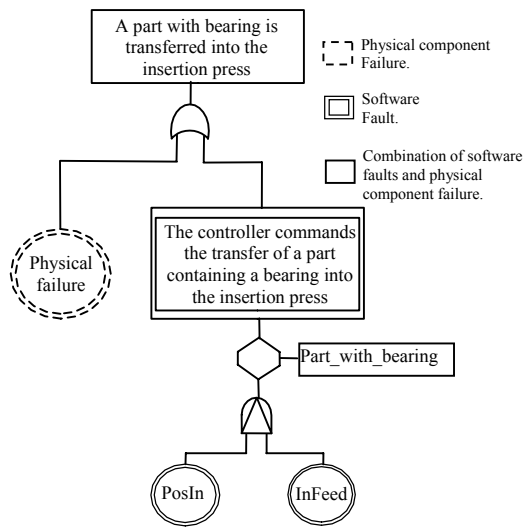 A part with bearing is
transferred into the
insertion press
Physical component
Failure.
Software
Fault.
Combination of software
faults and physical
component failure.
Physical
failure
The controller commands
the transfer of a part
containing a bearing into
the insertion press
Part_with_bearing
PosIn
InFeed